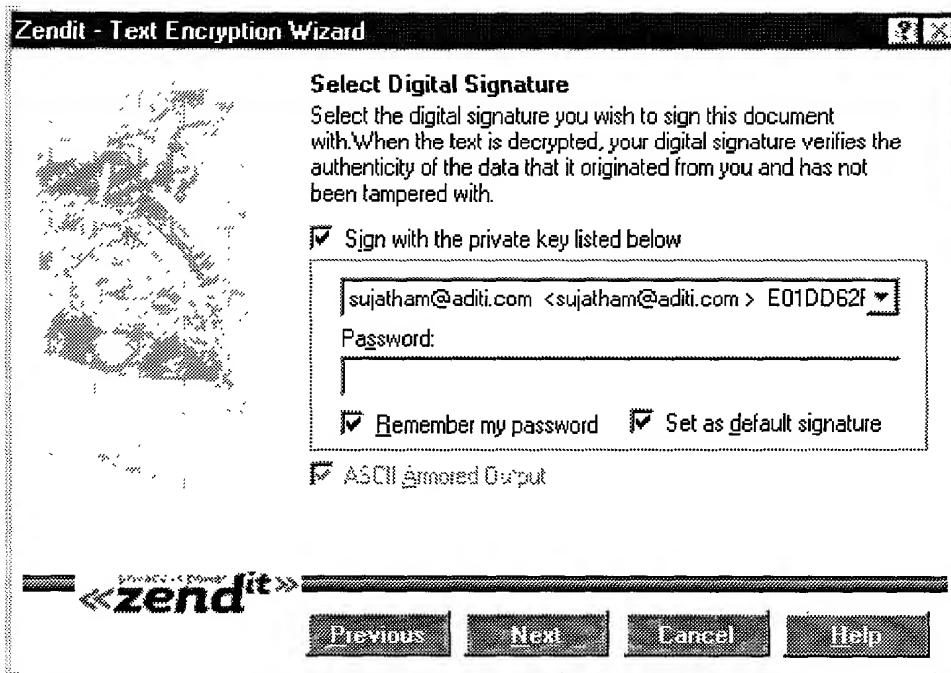 Zendit - Text Encryption Wizard
Select Digital Signature
Select the digital signature you wish to sign this document
with.When the text is decrypted, your digital signature verifies the
authenticity of the data that it originated from you and has not
been tampered with.
Sign with the private key listed below
sujatham@aditi.com <sujatham@aditi.com > E01DD62F
Password:
Remember my password Set as default signature
ASCII Armored Output
privacy is power
«zendit»
Previous Next Cancel Help